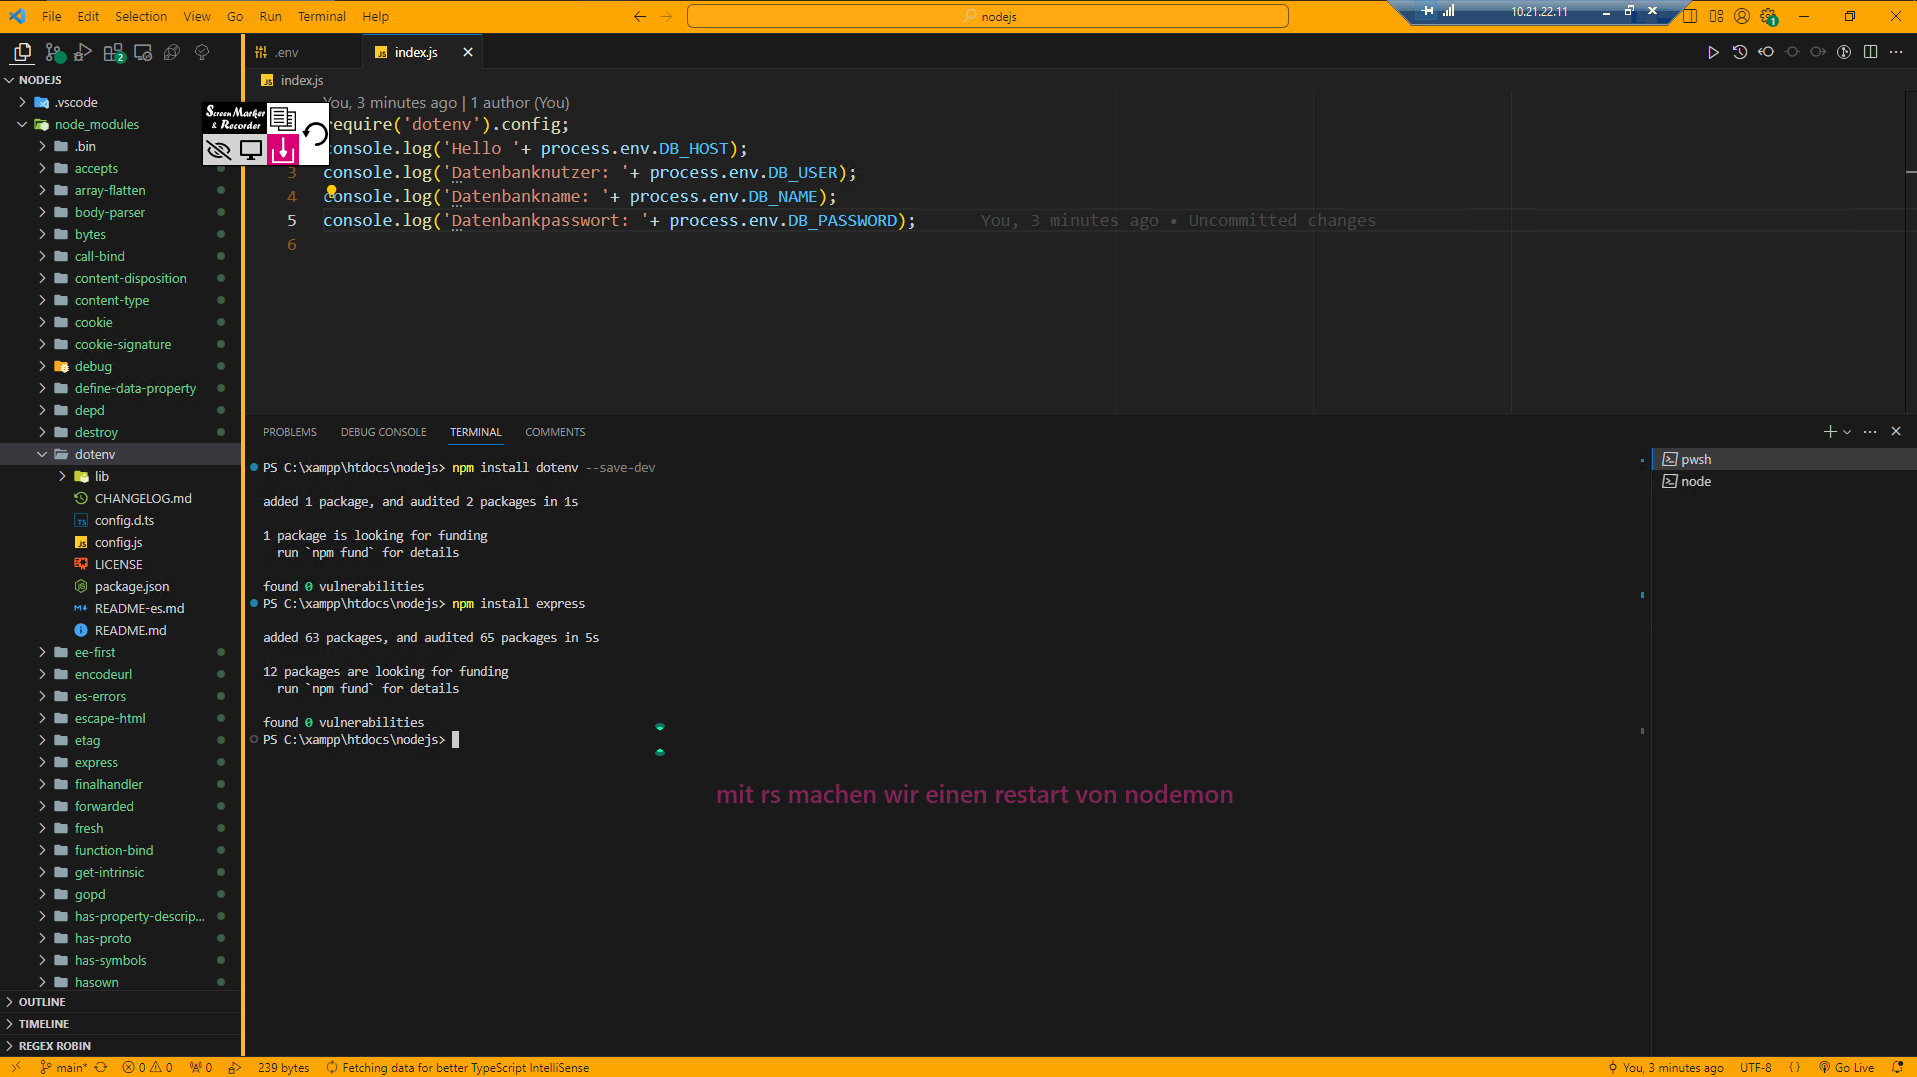 File Edit Selection View Go Run Terminal Help
nodejs
10.21.22.11
1
2
NODEJS
.vscode
node_modules
.bin
accepts
array-flatten
body-parser
bytes
call-bind
content-disposition
content-type
cookie
cookie-signature
debug
define-data-property
depd
destroy
dotenv
lib
CHANGELOG.md
config.d.ts
config.js
LICENSE
package.json
README-es.md
README.md
ee-first
encodeurl
es-errors
escape-html
etag
express
finalhandler
forwarded
fresh
function-bind
get-intrinsic
gopd
has-property-descrip...
has-proto
has-symbols
hasown
OUTLINE
TIMELINE
REGEX ROBIN
Screen Marker
& Recorder
.env
index.js
index.js
You, 3 minutes ago | 1 author (You)
require('dotenv').config;
console.log('Hello '+ process.env.DB_HOST);
3 console.log('Datenbanknutzer: '+ process.env.DB_USER);
4 console.log('Datenbankname: '+ process.env.DB_NAME);
5 console.log('Datenbankpasswort: '+ process.env.DB_PASSWORD); You, 3 minutes ago • Uncommitted changes
6
PROBLEMS DEBUG CONSOLE TERMINAL COMMENTS
PS C:\xampp\htdocs\nodejs> npm install dotenv --save-dev
added 1 package, and audited 2 packages in 1s
1 package is looking for funding
run `npm fund` for details
found 0 vulnerabilities
PS C:\xampp\htdocs\nodejs> npm install express
added 63 packages, and audited 65 packages in 5s
12 packages are looking for funding
run `npm fund` for details
found 0 vulnerabilities
PS C:\xampp\htdocs\nodejs>
mit rs machen wir einen restart von nodemon
pwsh
node
main* 0 0 0 239 bytes Fetching data for better TypeScript IntelliSense You, 3 minutes ago UTF-8 {} Go Live